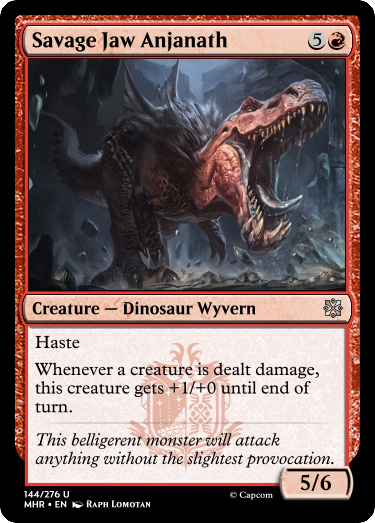 Savage Jaw Anjanath 5
Creature — Dinosaur Wyvern
Haste
Whenever a creature is dealt damage,
this creature gets +1/+0 until end of
turn.
This belligerent monster will attack
anything without the slightest provocation.
5/6
144/276 U
MHR • EN Raph Lomotan
© Capcom